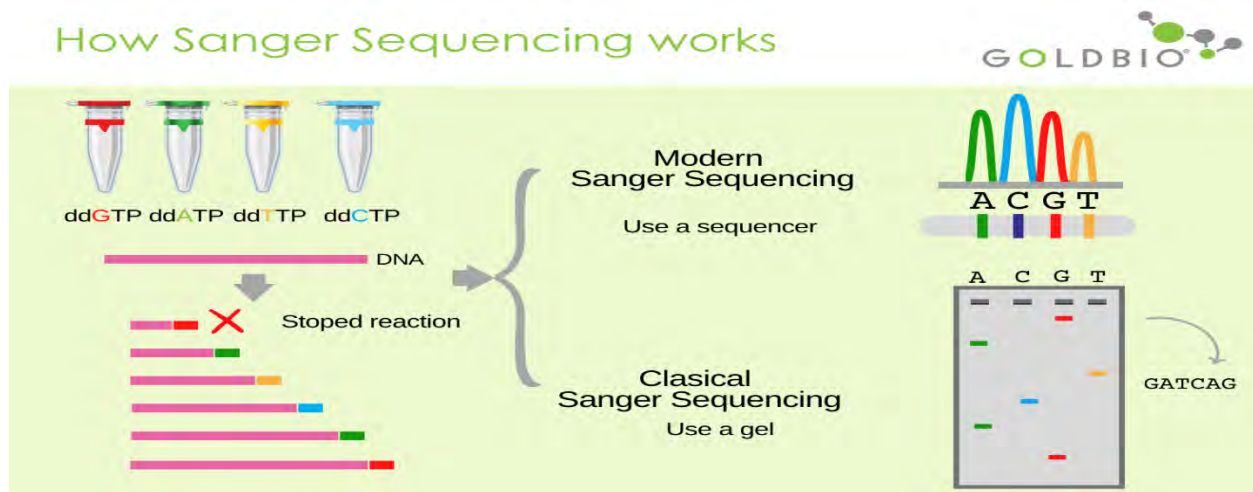 How Sanger Sequencing works
GOLDBIO®
ddGTP ddATP ddTTP ddCTP
DNA
Stoped reaction
Modern
Sanger Sequencing
Use a sequencer
Clasical
Sanger Sequencing
Use a gel
A C G T
A C G T
GATCAG